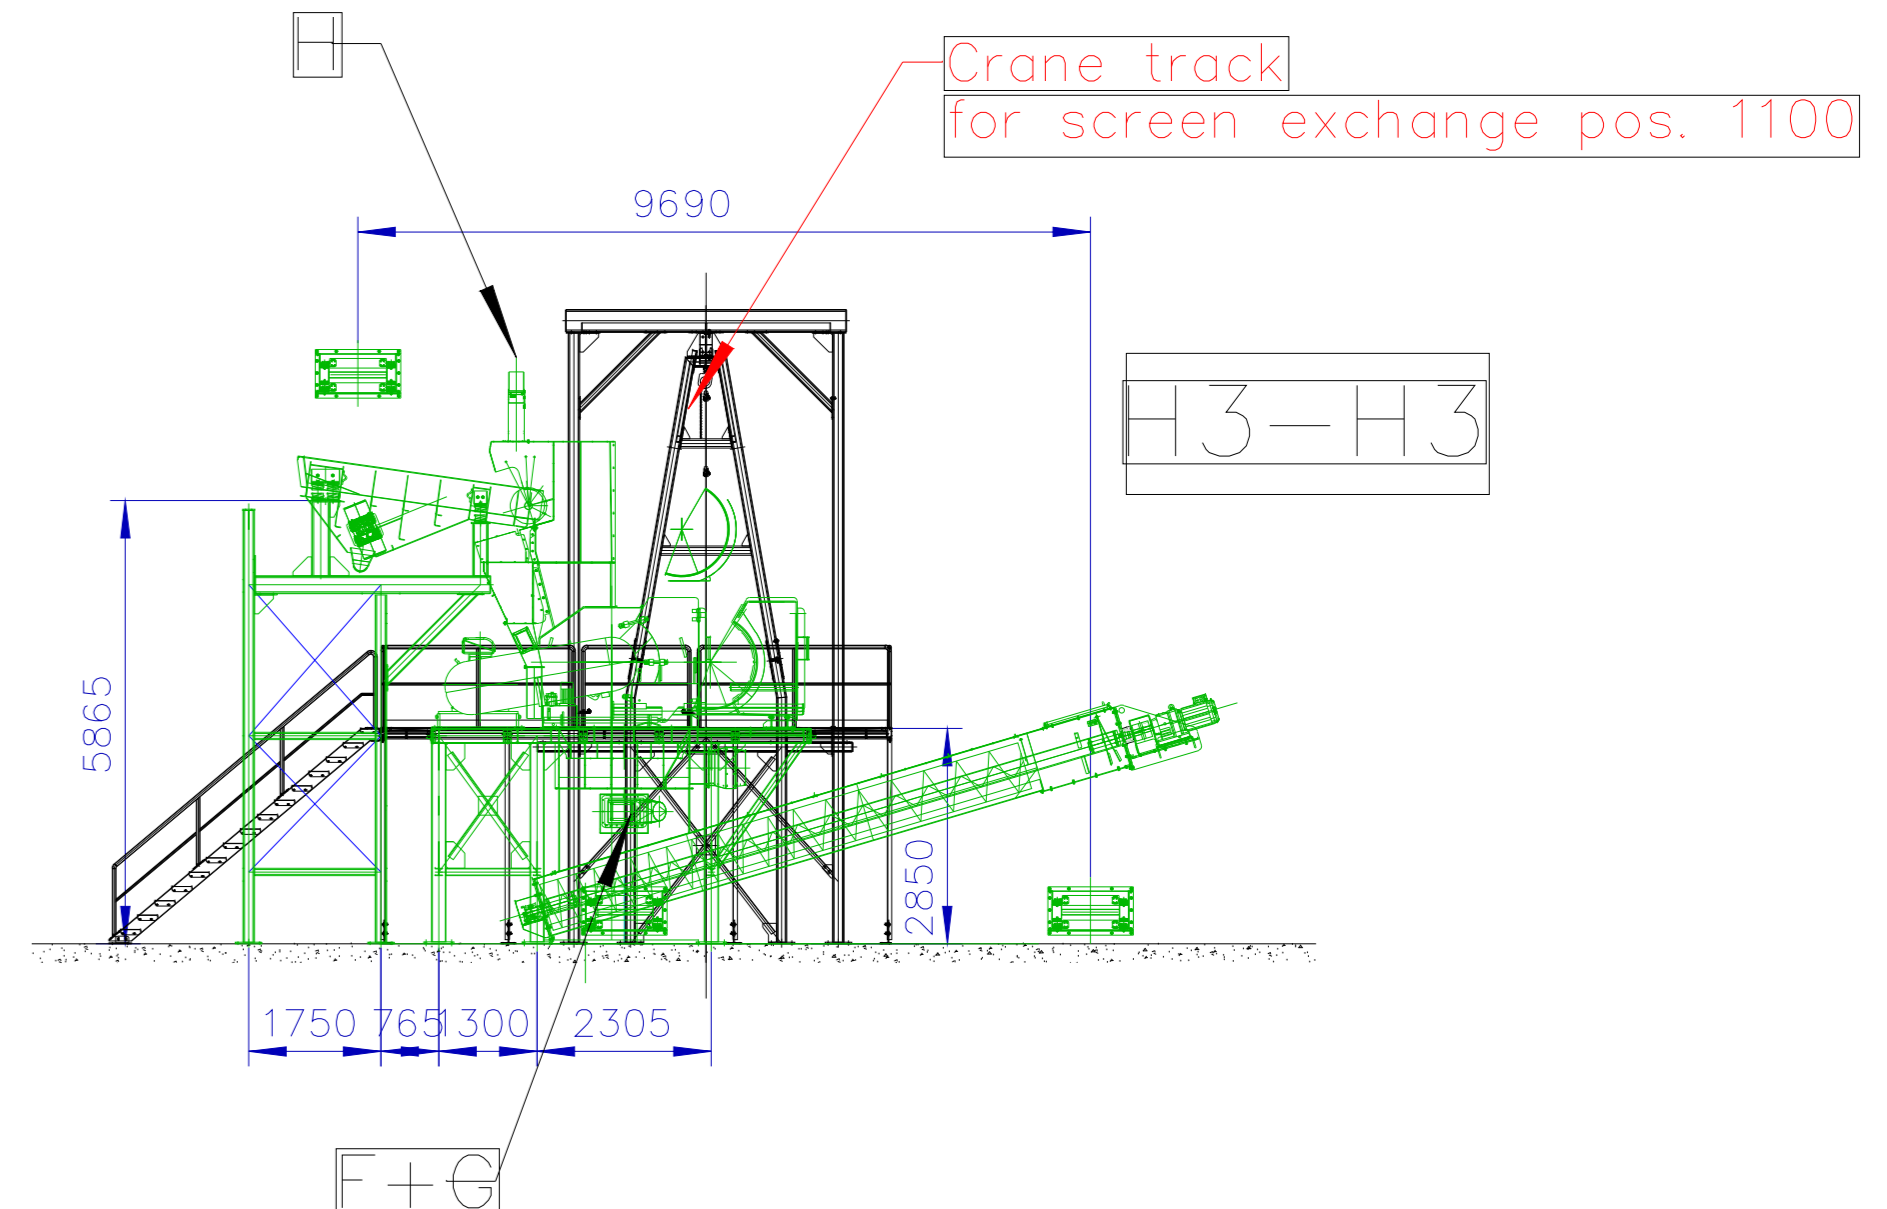 H
Crane track
for screen exchange pos. 1100
9690
H3-H3
5865
2850
1750
765
1300
2305
F+G